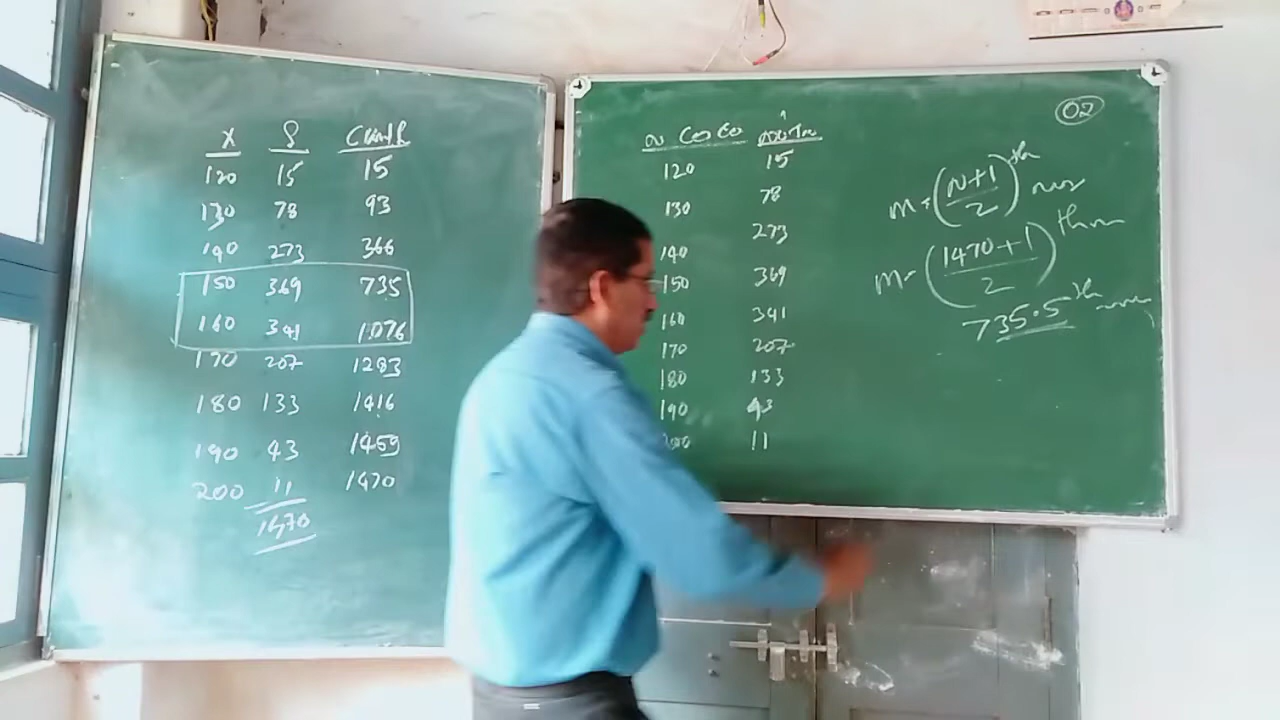 X f Cumf
120 15 15
130 78 93
140 273 366
150 369 735
160 341 1076
170 207 1283
180 133 1416
190 43 1459
200 11 1470
1470
120 15
130 78
140 273
150 369
160 341
170 207
180 133
190 43
200 11
02
M = (N+1/2)th
M = (1470+1/2)th
735.5th